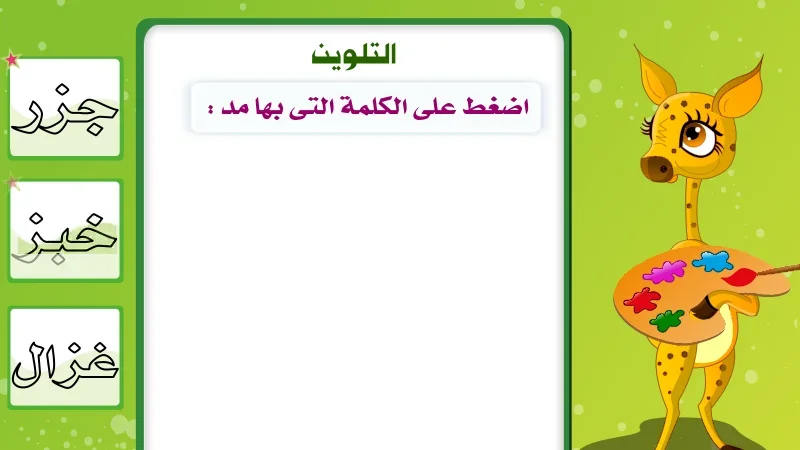 التلوين
اضغط على الكلمة التى بها مد :
جزر
خبز
غزال